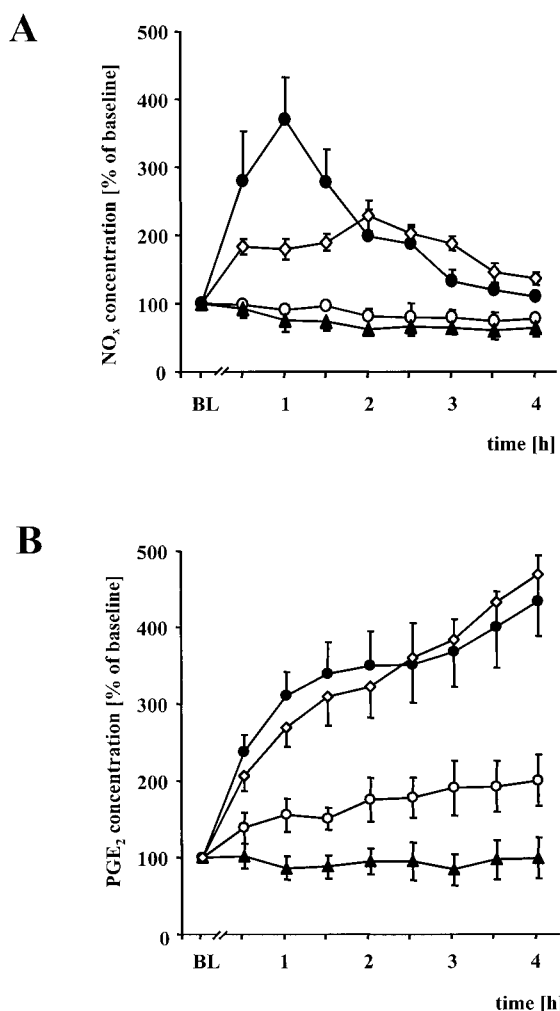 A
NOx concentration [% of baseline]
500
400
300
200
100
0
BL 1 2 3 4
time [h]
B
PGE2 concentration [% of baseline]
500
400
300
200
100
0
BL 1 2 3 4
time [h]